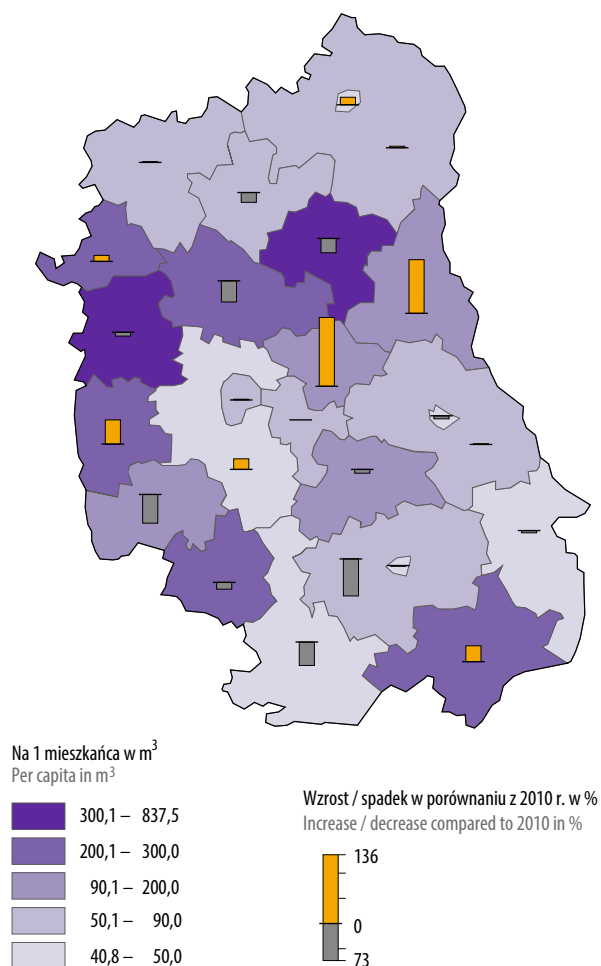 Na 1 mieszkańca w m³
Per capita in m³
300,1 – 837,5
200,1 – 300,0
90,1 – 200,0
50,1 – 90,0
40,8 – 50,0
Wzrost / spadek w porównaniu z 2010 r. w %
Increase / decrease compared to 2010 in %
136
0
73